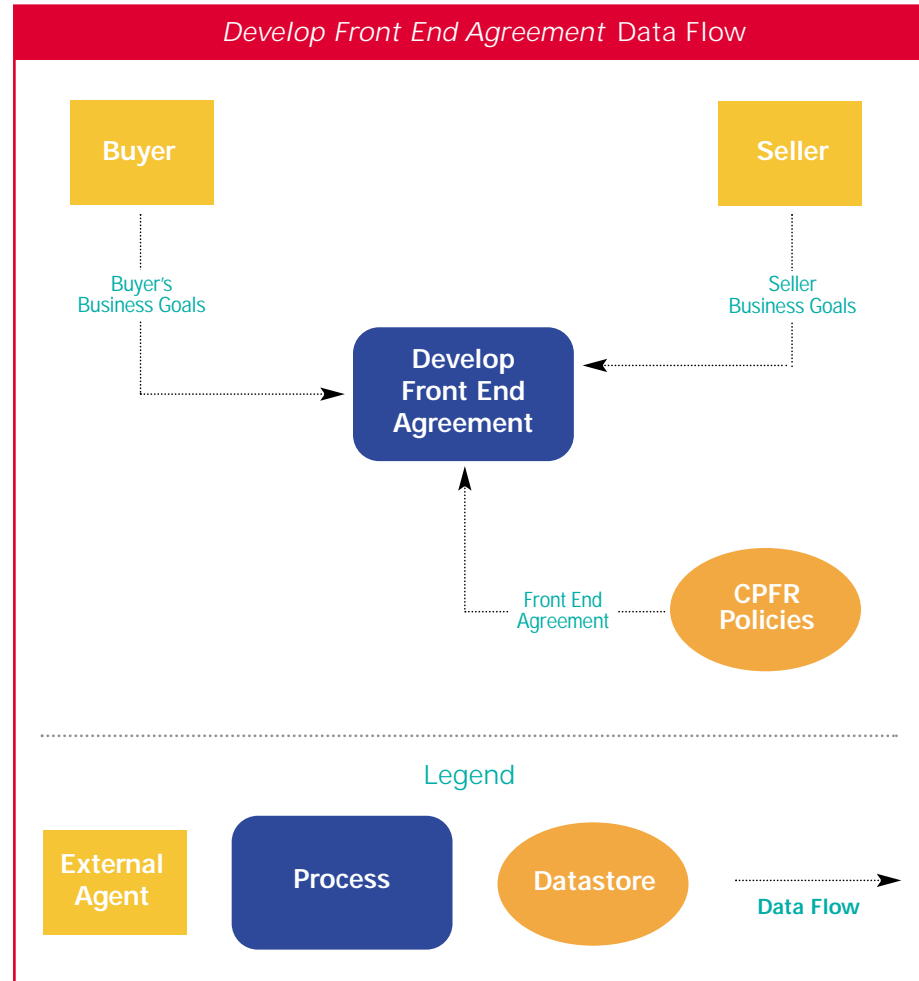 Develop Front End Agreement Data Flow
Buyer
Seller
Buyer's
Business Goals
Seller
Business Goals
Develop
Front End
Agreement
Front End
Agreement
CPFR
Policies
Legend
External
Agent
Process
Datastore
Data Flow